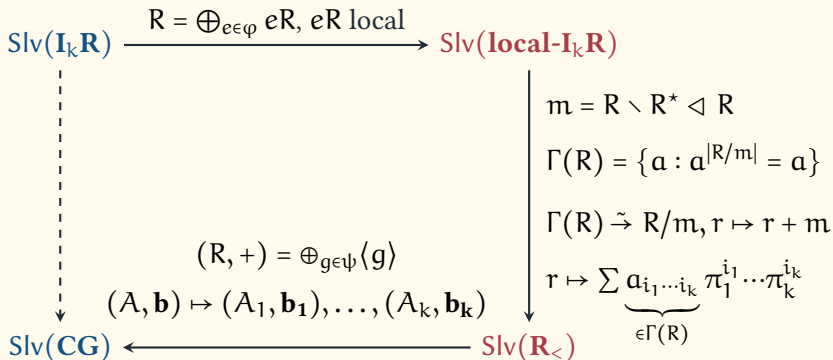 R = ⊕_{e∈φ} eR, eR local
Slv(I_kR)
Slv(local-I_kR)
m = R ∖ R* ◁ R
Γ(R) = {a : a^{|R/m|} = a}
Γ(R) →̃ R/m, r ↦ r + m
r ↦ ∑ a_{i_1⋯i_k} π_1^{i_1}⋯π_k^{i_k}
∈Γ(R)
(R, +) = ⊕_{g∈ψ}⟨g⟩
(A, b) ↦ (A_1, b_1), …, (A_k, b_k)
Slv(CG)
Slv(R_<)